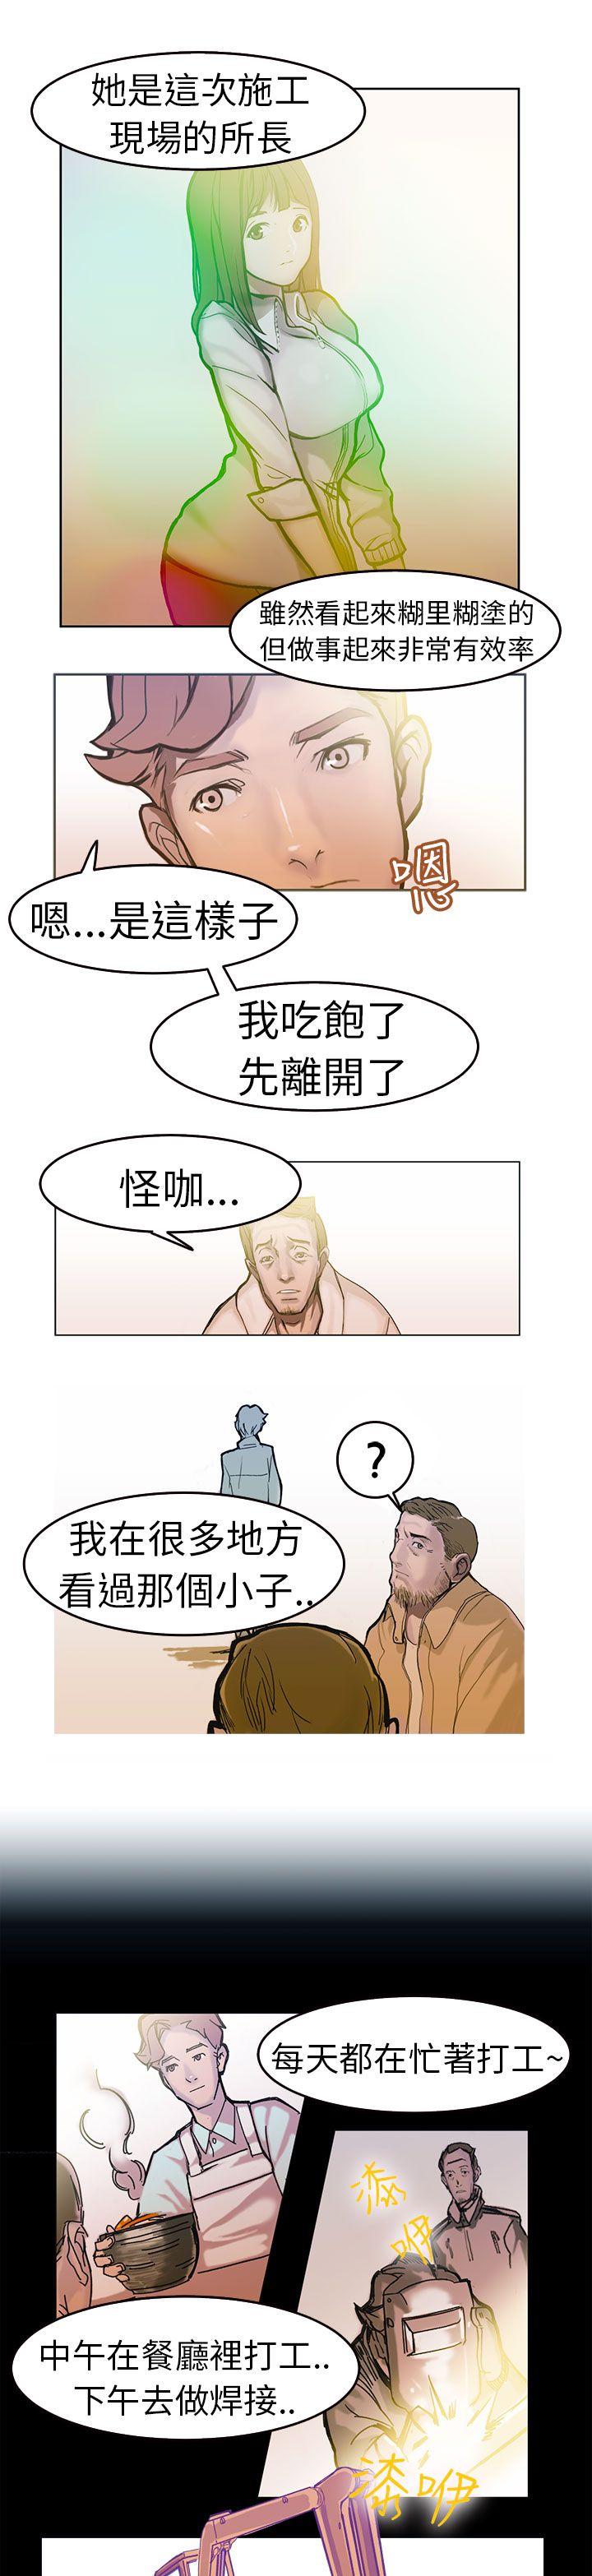 她是這次施工
現場的所長
雖然看起來糊里糊塗的
但做事起來非常有效率
嗯
嗯...是這樣子
我吃飽了
先離開了
怪咖...
?
我在很多地方
看過那個小子..
每天都在忙著打工~
滋
咿
中午在餐廳裡打工..
下午去做焊接..
滋咿